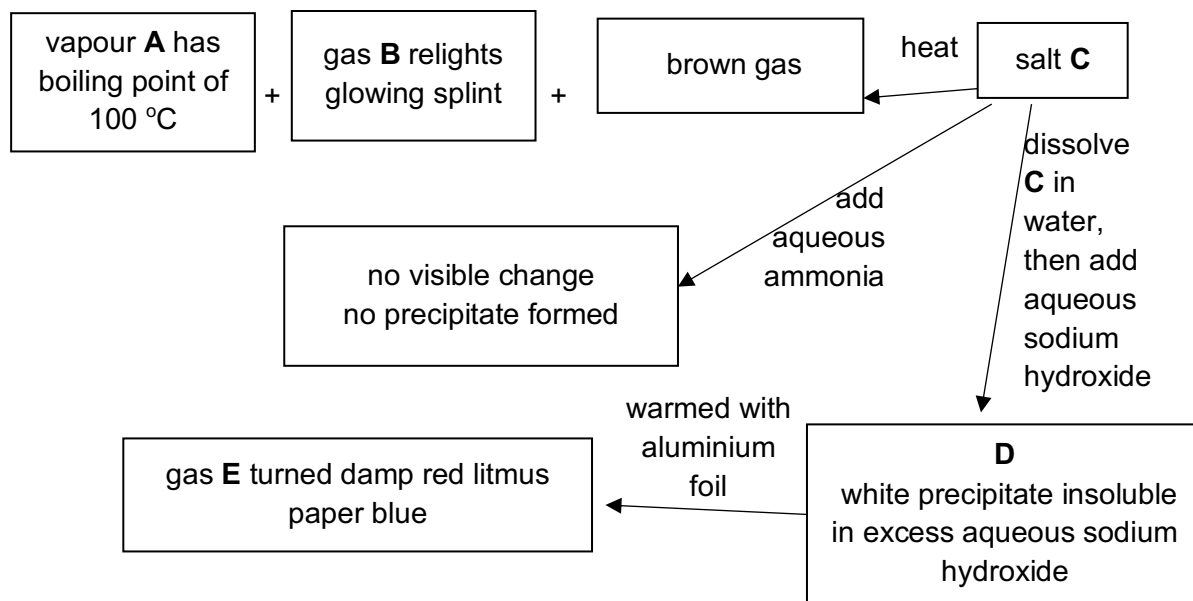 vapour A has
boiling point of
100 °C
+
gas B relights
glowing splint
+
brown gas
heat
salt C
add
aqueous
ammonia
no visible change
no precipitate formed
dissolve
C in
water,
then add
aqueous
sodium
hydroxide
warmed with
aluminium
foil
gas E turned damp red litmus
paper blue
D
white precipitate insoluble
in excess aqueous sodium
hydroxide